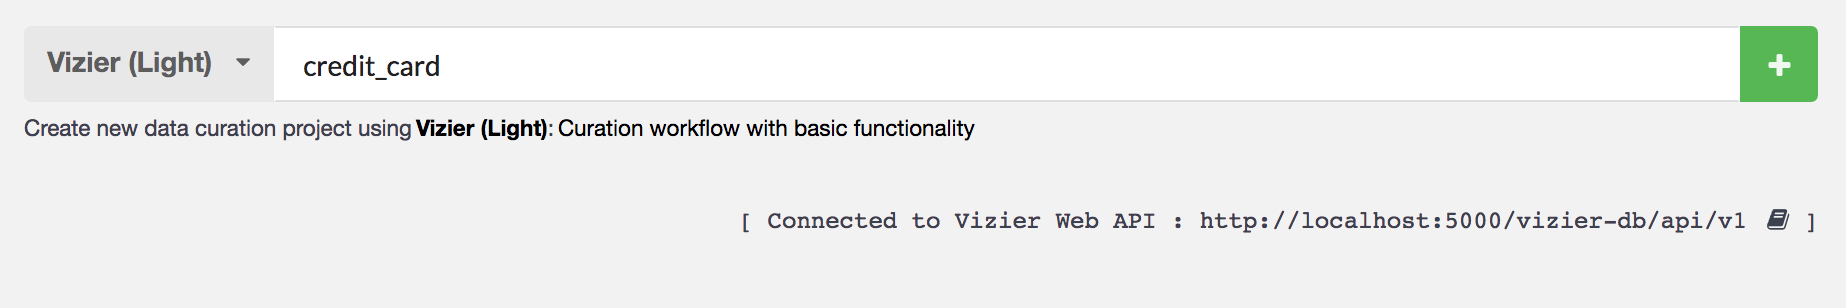 Vizier (Light) credit_card +
Create new data curation project using Vizier (Light): Curation workflow with basic functionality
[ Connected to Vizier Web API : http://localhost:5000/vizier-db/api/v1 ]